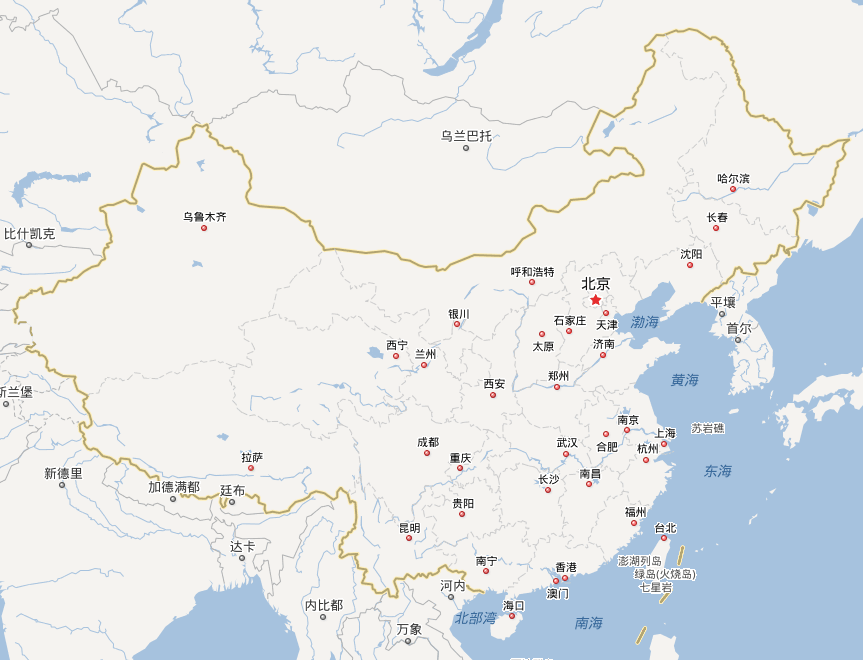 乌兰巴托
哈尔滨
乌鲁木齐
长春
比什凯克
沈阳
呼和浩特
北京
平壤
银川
石家庄
天津
渤海
首尔
太原
西宁
兰州
济南
郑州
黄海
西安
斯兰堡
南京
苏岩礁
上海
成都
武汉
合肥
杭州
拉萨
重庆
东海
新德里
长沙
南昌
加德满都
廷布
贵阳
福州
昆明
台北
达卡
南宁
香港
澎湖列岛
绿岛(火烧岛)
七星岩
河内
澳门
内比都
海口
北部湾
南海
万象